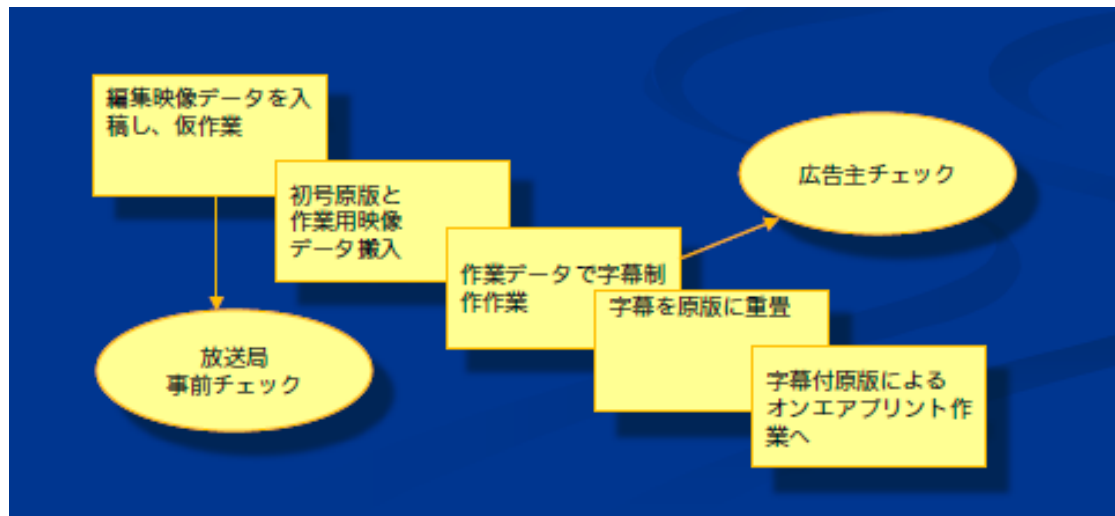 編集映像データを入
稿し、仮作業
初号原版と
作業用映像
データ搬入
広告主チェック
作業データで字幕制
作作業
字幕を原版に重畳
放送局
事前チェック
字幕付原版による
オンエアプリント作
業へ